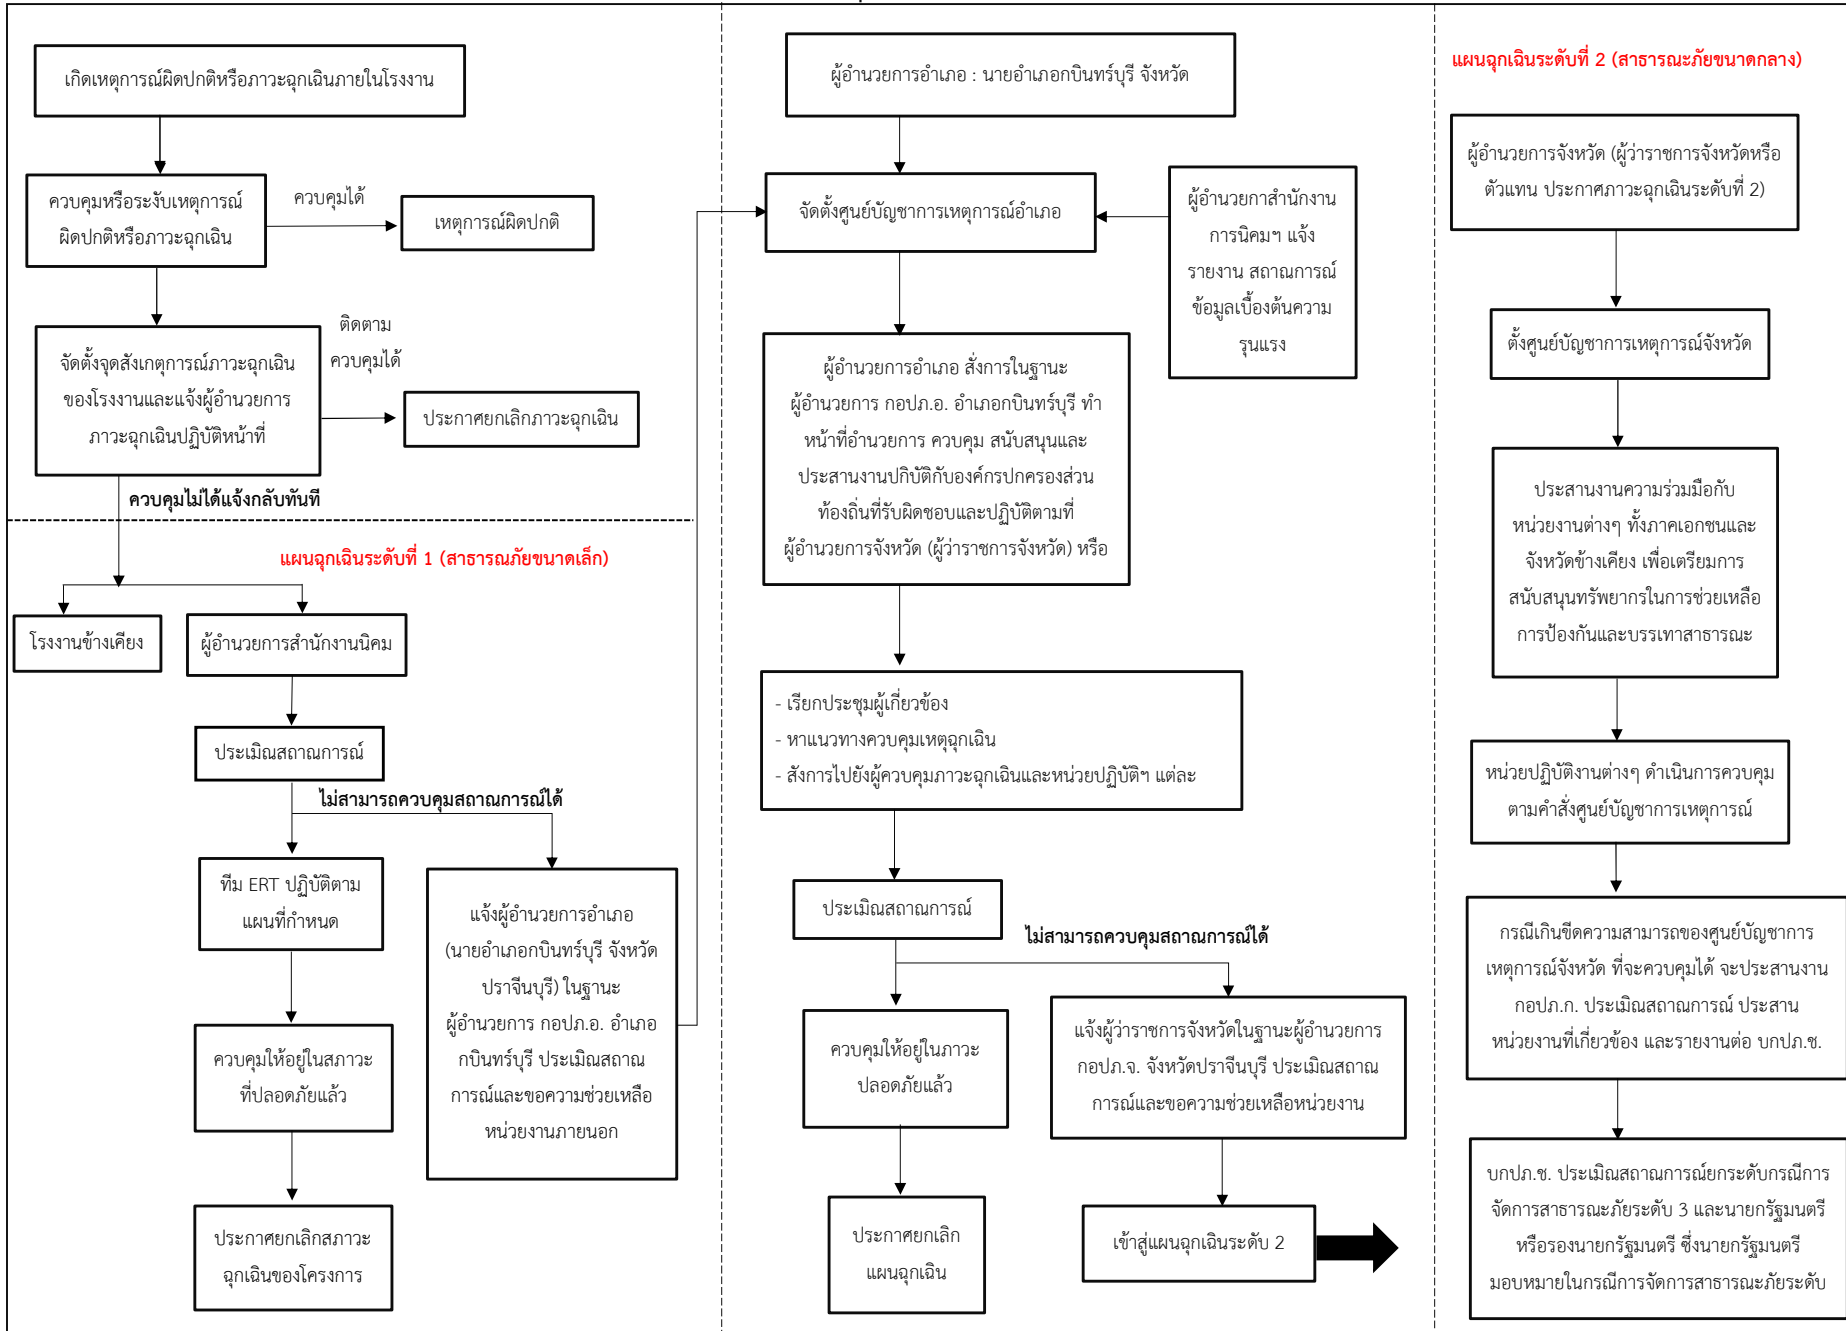 เกิดเหตุการณ์ผิดปกติหรือภาวะฉุกเฉินภายในโรงงาน
ควบคุมหรือระงับเหตุการณ์
ผิดปกติหรือภาวะฉุกเฉิน
ควบคุมได้
เหตุการณ์ผิดปกติ
จัดตั้งจุดสังเกตุการณ์ภาวะฉุกเฉิน
ของโรงงานและแจ้งผู้อำนวยการ
ภาวะฉุกเฉินปฏิบัติหน้าที่
ติดตาม
ควบคุมได้
ประกาศยกเลิกภาวะฉุกเฉิน
ควบคุมไม่ได้แจ้งกลับทันที
แผนฉุกเฉินระดับที่ 1 (สาธารณภัยขนาดเล็ก)
โรงงานข้างเคียง
ผู้อำนวยการสำนักงานนิคม
ประเมิณสถาณการณ์
ไม่สามารถควบคุมสถาณการณ์ได้
ทีม ERT ปฏิบัติตาม
แผนที่กำหนด
ควบคุมให้อยู่ในสภาวะ
ที่ปลอดภัยแล้ว
ประกาศยกเลิกสภาวะ
ฉุกเฉินของโครงการ
แจ้งผู้อำนวยการอำเภอ
(นายอำเภอกบินทร์บุรี จังหวัด
ปราจีนบุรี) ในฐานะ
ผู้อำนวยการ กอปภ.อ. อำเภอ
กบินทร์บุรี ประเมิณสถาณ
การณ์และขอความช่วยเหลือ
หน่วยงานภายนอก
ผู้อำนวยการอำเภอ : นายอำเภอกบินทร์บุรี จังหวัด
จัดตั้งศูนย์บัญชาการเหตุการณ์อำเภอ
ผู้อำนวยกาสำนักงาน
การนิคมฯ แจ้ง
รายงาน สถาณการณ์
ข้อมูลเบื้องต้นความ
รุนแรง
ผู้อำนวยการอำเภอ สั่งการในฐานะ
ผู้อำนวยการ กอปภ.อ. อำเภอกบินทร์บุรี ทำ
หน้าที่อำนวยการ ควบคุม สนับสนุนและ
ประสานงานปกิบัติกับองค์กรปกครองส่วน
ท้องถิ่นที่รับผิดชอบและปฏิบัติตามที่
ผู้อำนวยการจังหวัด (ผู้ว่าราชการจังหวัด) หรือ
- เรียกประชุมผู้เกี่ยวข้อง
- หาแนวทางควบคุมเหตุฉุกเฉิน
- สังการไปยังผู้ควบคุมภาวะฉุกเฉินและหน่วยปฏิบัติฯ แต่ละ
ประเมิณสถาณการณ์
ไม่สามารถควบคุมสถาณการณ์ได้
ควบคุมให้อยู่ในภาวะ
ปลอดภัยแล้ว
ประกาศยกเลิก
แผนฉุกเฉิน
แจ้งผู้ว่าราชการจังหวัดในฐานะผู้อำนวยการ
กอปภ.จ. จังหวัดปราจีนบุรี ประเมิณสถาณ
การณ์และขอความช่วยเหลือหน่วยงาน
เข้าสู่แผนฉุกเฉินระดับ 2
แผนฉุกเฉินระดับที่ 2 (สาธารณะภัยขนาดกลาง)
ผู้อำนวยการจังหวัด (ผู้ว่าราชการจังหวัดหรือ
ตัวแทน ประกาศภาวะฉุกเฉินระดับที่ 2)
ตั้งศูนย์บัญชาการเหตุการณ์จังหวัด
ประสานงานความร่วมมือกับ
หน่วยงานต่างๆ ทั้งภาคเอกชนและ
จังหวัดข้างเคียง เพื่อเตรียมการ
สนับสนุนทรัพยากรในการช่วยเหลือ
การป้องกันและบรรเทาสาธารณะ
หน่วยปฏิบัติงานต่างๆ ดำเนินการควบคุม
ตามคำสั่งศูนย์บัญชาการเหตุการณ์
กรณีเกินขีดความสามารถของศูนย์บัญชาการ
เหตุการณ์จังหวัด ที่จะควบคุมได้ จะประสานงาน
กอปภ.ก. ประเมิณสถาณการณ์ ประสาน
หน่วยงานที่เกี่ยวข้อง และรายงานต่อ บกปภ.ช.
บกปภ.ช. ประเมิณสถาณการณ์ยกระดับกรณีการ
จัดการสาธารณะภัยระดับ 3 และนายกรัฐมนตรี
หรือรองนายกรัฐมนตรี ซึ่งนายกรัฐมนตรี
มอบหมายในกรณีการจัดการสาธารณะภัยระดับ